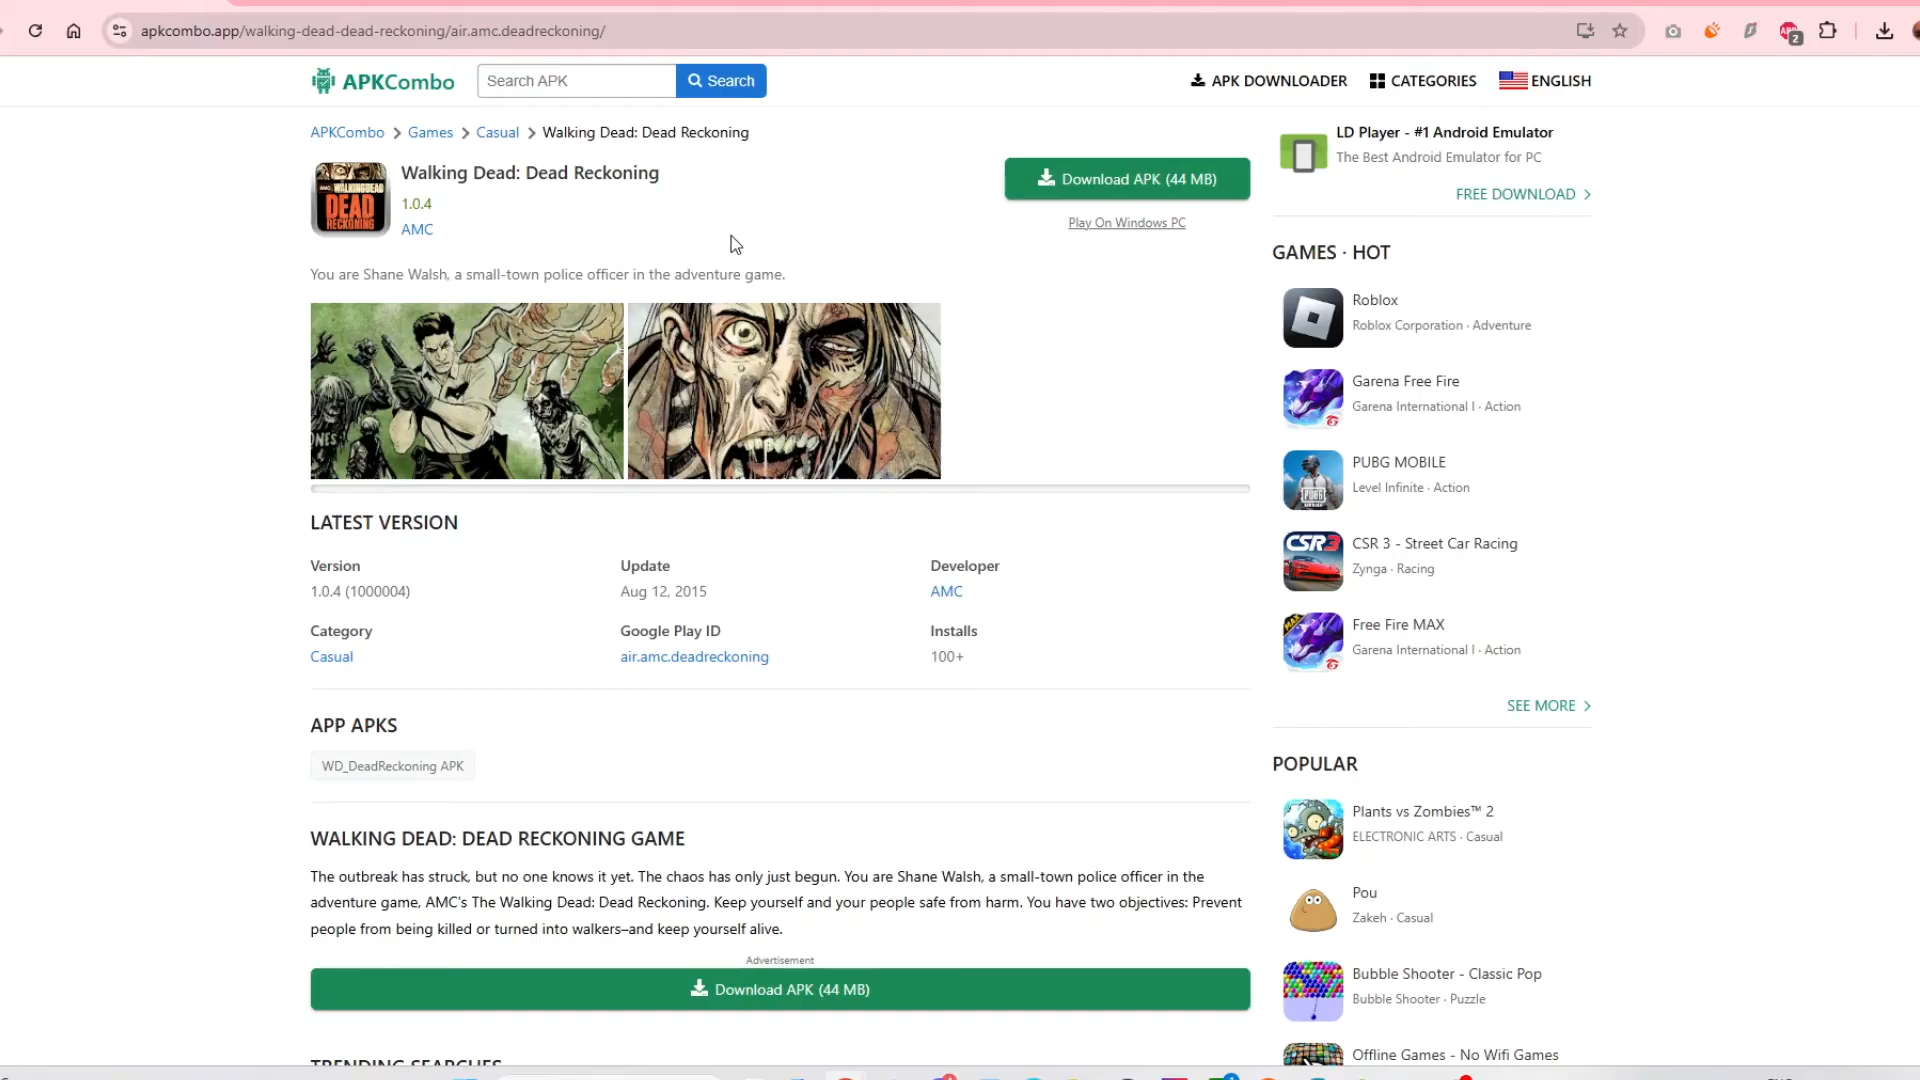 apkcombo.app/walking-dead-dead-reckoning/air.amc.deadreckoning/
2
APKCombo
Search APK
Search
APK DOWNLOADER
CATEGORIES
ENGLISH
APKCombo > Games > Casual > Walking Dead: Dead Reckoning
Walking Dead: Dead Reckoning
1.0.4
AMC
AMC
WALKING DEAD
DEAD
RECKONING
Download APK (44 MB)
Play On Windows PC
You are Shane Walsh, a small-town police officer in the adventure game.
LATEST VERSION
Version
Update
Developer
1.0.4 (1000004)
Aug 12, 2015
AMC
Category
Google Play ID
Installs
Casual
air.amc.deadreckoning
100+
APP APKS
WD_DeadReckoning APK
WALKING DEAD: DEAD RECKONING GAME
The outbreak has struck, but no one knows it yet. The chaos has only just begun. You are Shane Walsh, a small-town police officer in the
adventure game, AMC's The Walking Dead: Dead Reckoning. Keep yourself and your people safe from harm. You have two objectives: Prevent
people from being killed or turned into walkers–and keep yourself alive.
Advertisement
Download APK (44 MB)
TRENDING SEARCHES
LD Player - #1 Android Emulator
The Best Android Emulator for PC
FREE DOWNLOAD >
GAMES · HOT
Roblox
Roblox Corporation · Adventure
Garena Free Fire
Garena International I · Action
PUBG MOBILE
Level Infinite · Action
CSR3
CSR 3 - Street Car Racing
Zynga · Racing
MAX
Free Fire MAX
Garena International I · Action
SEE MORE >
POPULAR
Plants vs Zombies™ 2
ELECTRONIC ARTS · Casual
Pou
Zakeh · Casual
Bubble Shooter - Classic Pop
Bubble Shooter · Puzzle
Offline Games - No Wifi Games